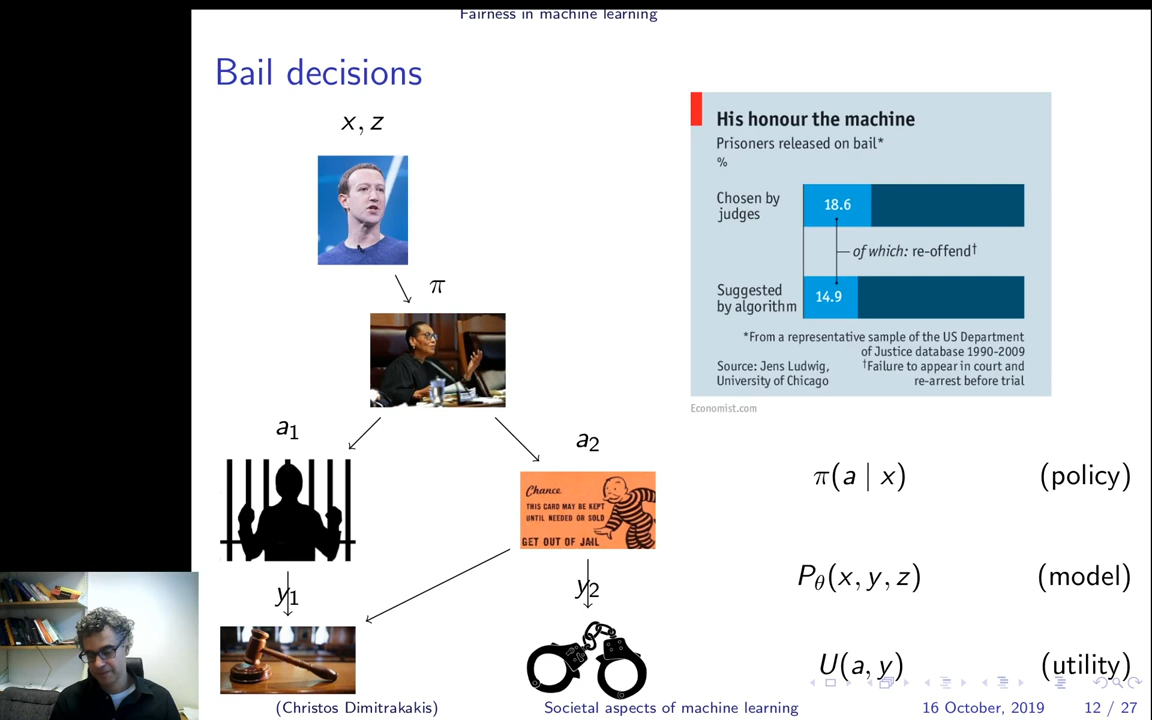 Fairness in machine learning
Bail decisions
x, z
π
a1
a2
Chance
THIS CARD MAY BE KEPT
UNTIL NEEDED OR SOLD
GET OUT OF JAIL
y1
y2
His honour the machine
Prisoners released on bail*
%
Chosen by
judges
18.6
of which: re-offend†
Suggested
by algorithm
14.9
*From a representative sample of the US Department
of Justice database 1990-2009
Source: Jens Ludwig,
University of Chicago
†Failure to appear in court and
re-arrest before trial
Economist.com
π(a | x) (policy)
Pθ(x, y, z) (model)
U(a, y) (utility)
(Christos Dimitrakakis) Societal aspects of machine learning 16 October, 2019 12 / 27